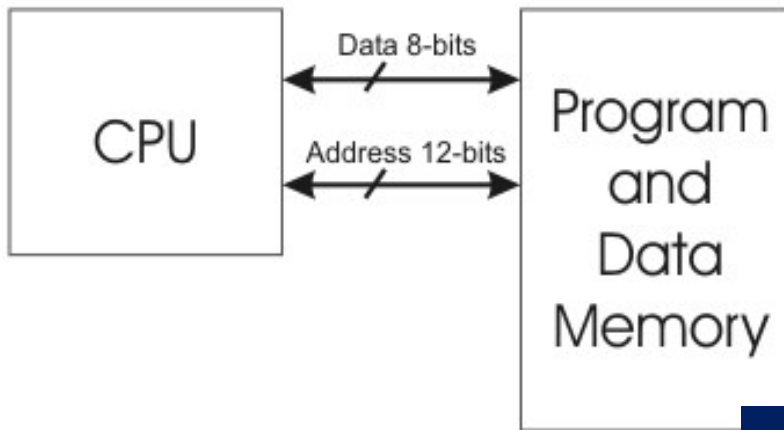 CPU
Data 8-bits
Address 12-bits
Program
and
Data
Memory